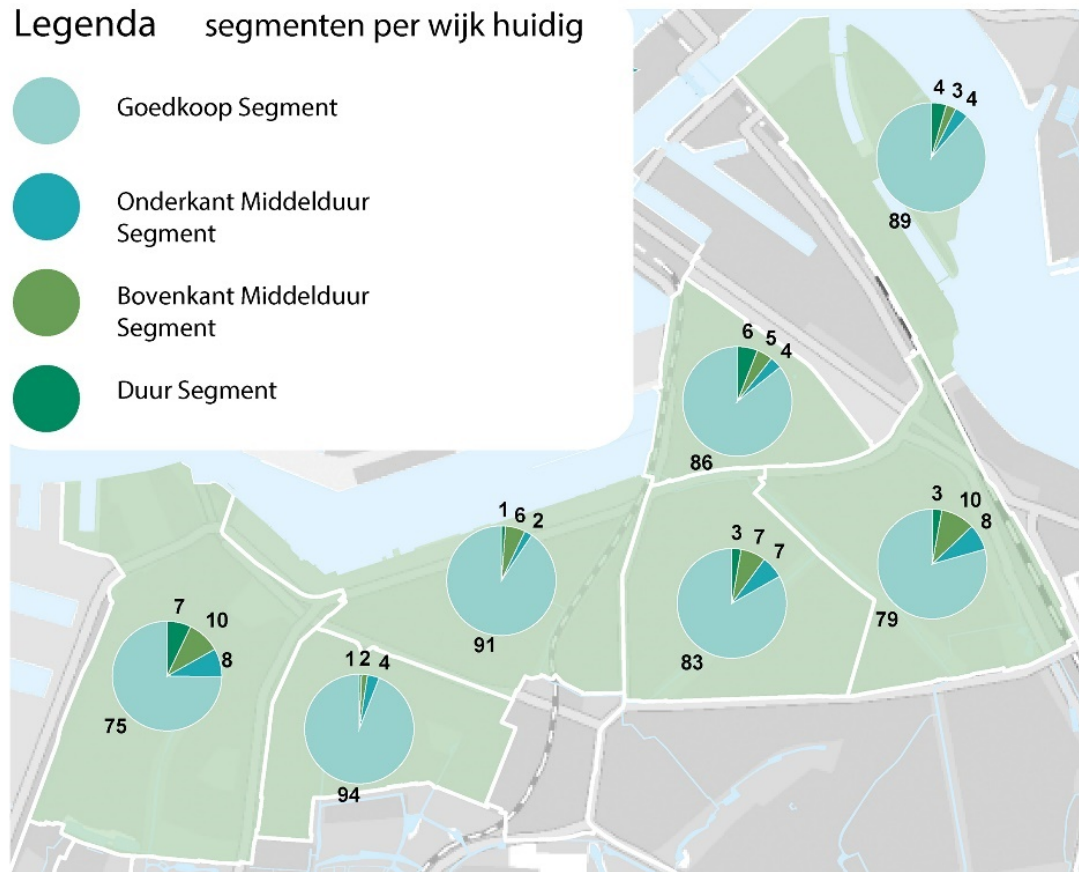 Legenda segmenten per wijk huidig
Goedkoop Segment
Onderkant Middelduur
Segment
Bovenkant Middelduur
Segment
Duur Segment
4 3 4
89
6 5 4
86
3 10 8
79
3 7 7
83
1 6 2
91
7 10 8
75
1 2 4
94